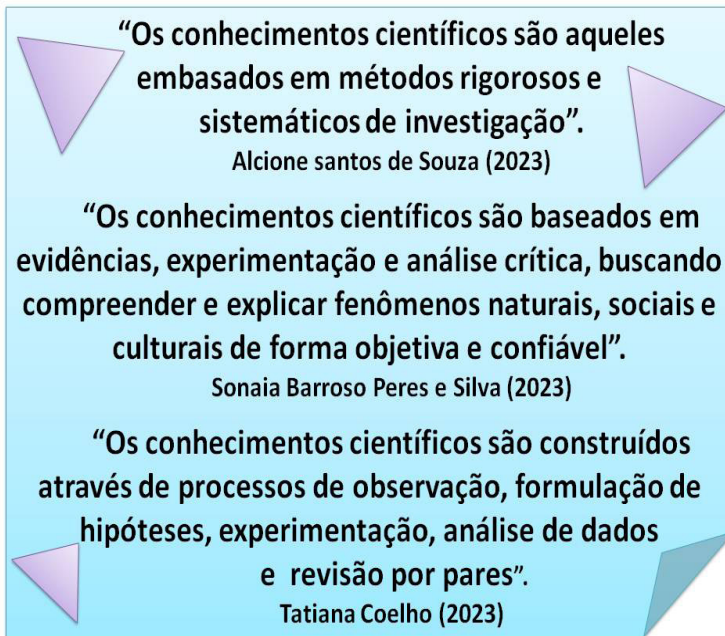 “Os conhecimentos científicos são aqueles
embasados em métodos rigorosos e
sistemáticos de investigação”.
Alcione santos de Souza (2023)
“Os conhecimentos científicos são baseados em
evidências, experimentação e análise crítica, buscando
compreender e explicar fenômenos naturais, sociais e
culturais de forma objetiva e confiável”.
Sonaia Barroso Peres e Silva (2023)
“Os conhecimentos científicos são construídos
através de processos de observação, formulação de
hipóteses, experimentação, análise de dados
e revisão por pares”.
Tatiana Coelho (2023)